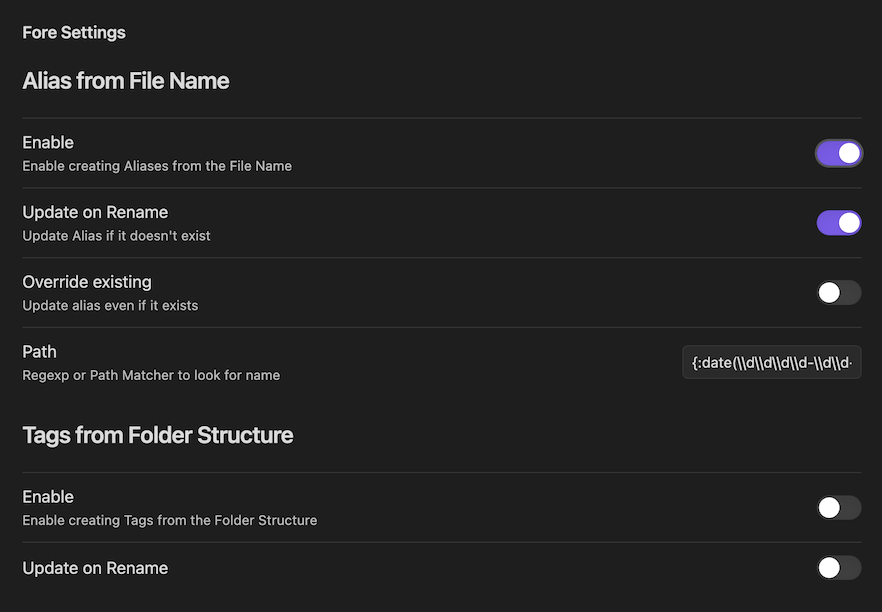 Fore Settings
Alias from File Name
Enable
Enable creating Aliases from the File Name
Update on Rename
Update Alias if it doesn't exist
Override existing
Update alias even if it exists
Path
Regexp or Path Matcher to look for name
{:date(\\d\\d\\d\\d-\\d\\d-
Tags from Folder Structure
Enable
Enable creating Tags from the Folder Structure
Update on Rename